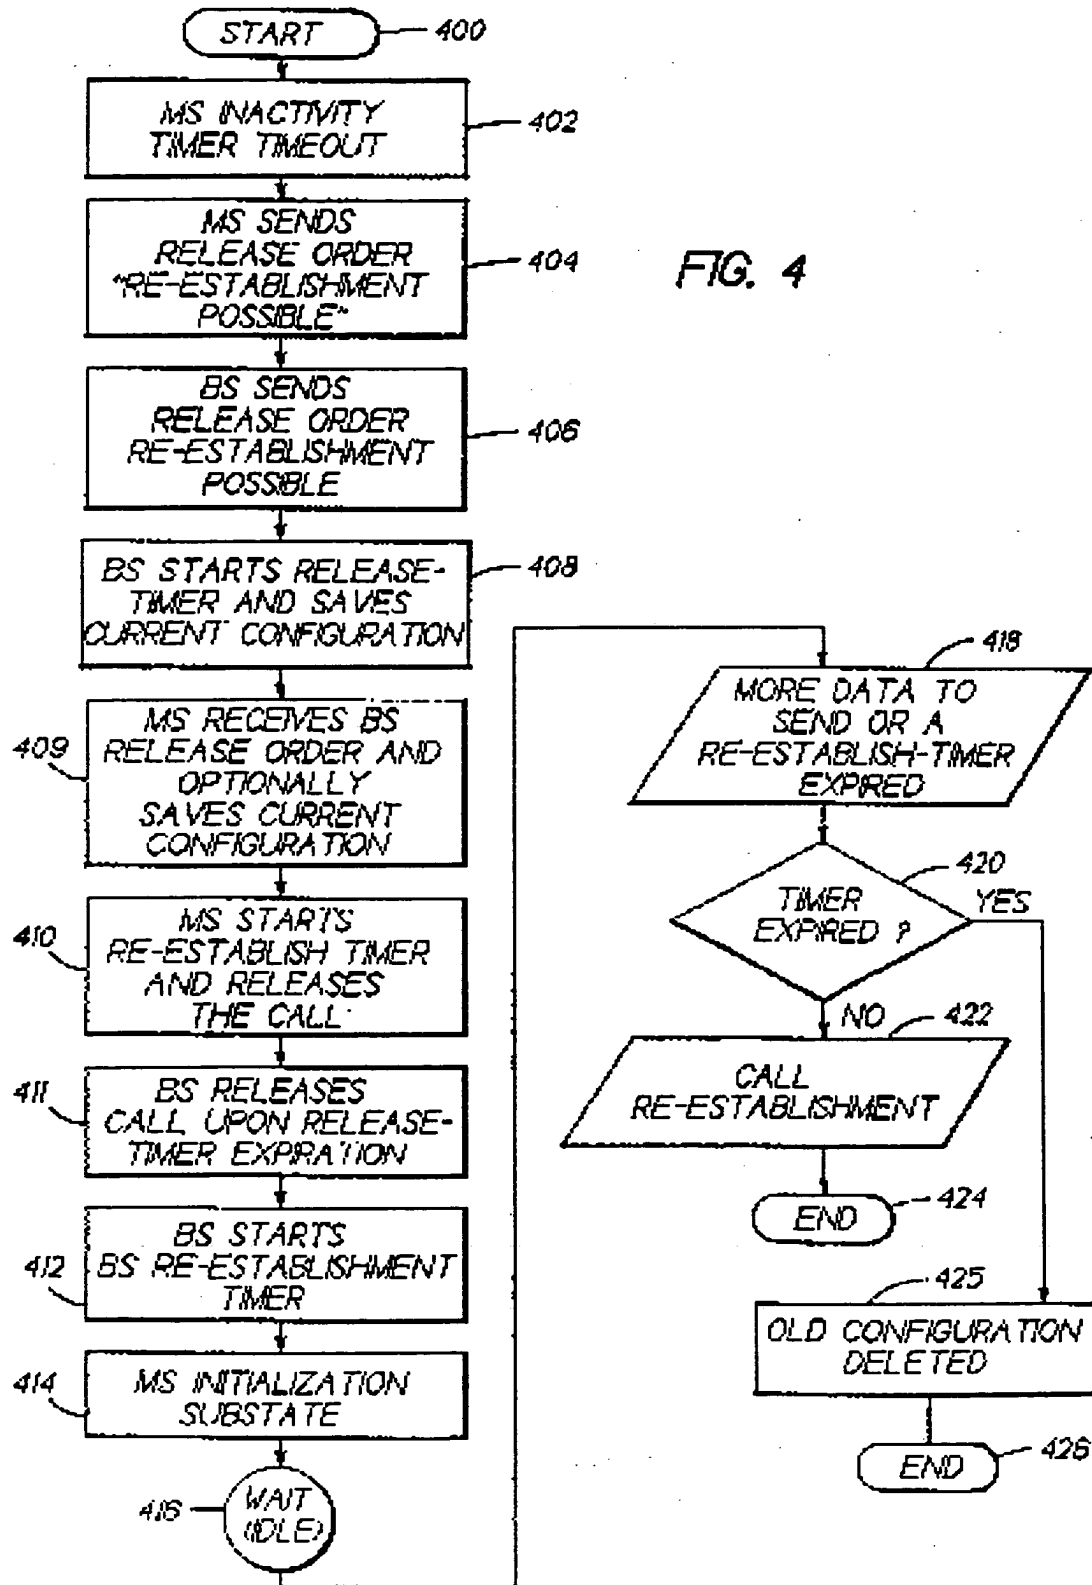 START
400
MS INACTIVITY
TIMER TIMEOUT
402
MS SENDS
RELEASE ORDER
"RE-ESTABLISHMENT
POSSIBLE"
404
FIG. 4
BS SENDS
RELEASE ORDER
RE-ESTABLISHMENT
POSSIBLE
406
BS STARTS RELEASE-
TIMER AND SAVES
CURRENT CONFIGURATION
408
409
MS RECEIVES BS
RELEASE ORDER AND
OPTIONALLY
SAVES CURRENT
CONFIGURATION
410
MS STARTS
RE-ESTABLISH TIMER
AND RELEASES
THE CALL
411
BS RELEASES
CALL UPON RELEASE-
TIMER EXPIRATION
412
BS STARTS
BS RE-ESTABLISHMENT
TIMER
414
MS INITIALIZATION
SUBSTATE
416
WAIT
(IDLE)
418
MORE DATA TO
SEND OR A
RE-ESTABLISH-TIMER
EXPIRED
420
TIMER
EXPIRED ?
YES
NO
422
CALL
RE-ESTABLISHMENT
424
END
425
OLD CONFIGURATION
DELETED
END
426